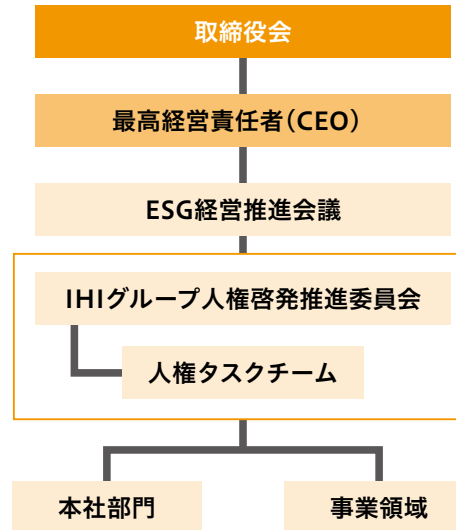 取締役会
最高経営責任者(CEO)
ESG経営推進会議
IHIグループ人権啓発推進委員会
人権タスクチーム
本社部門
事業領域